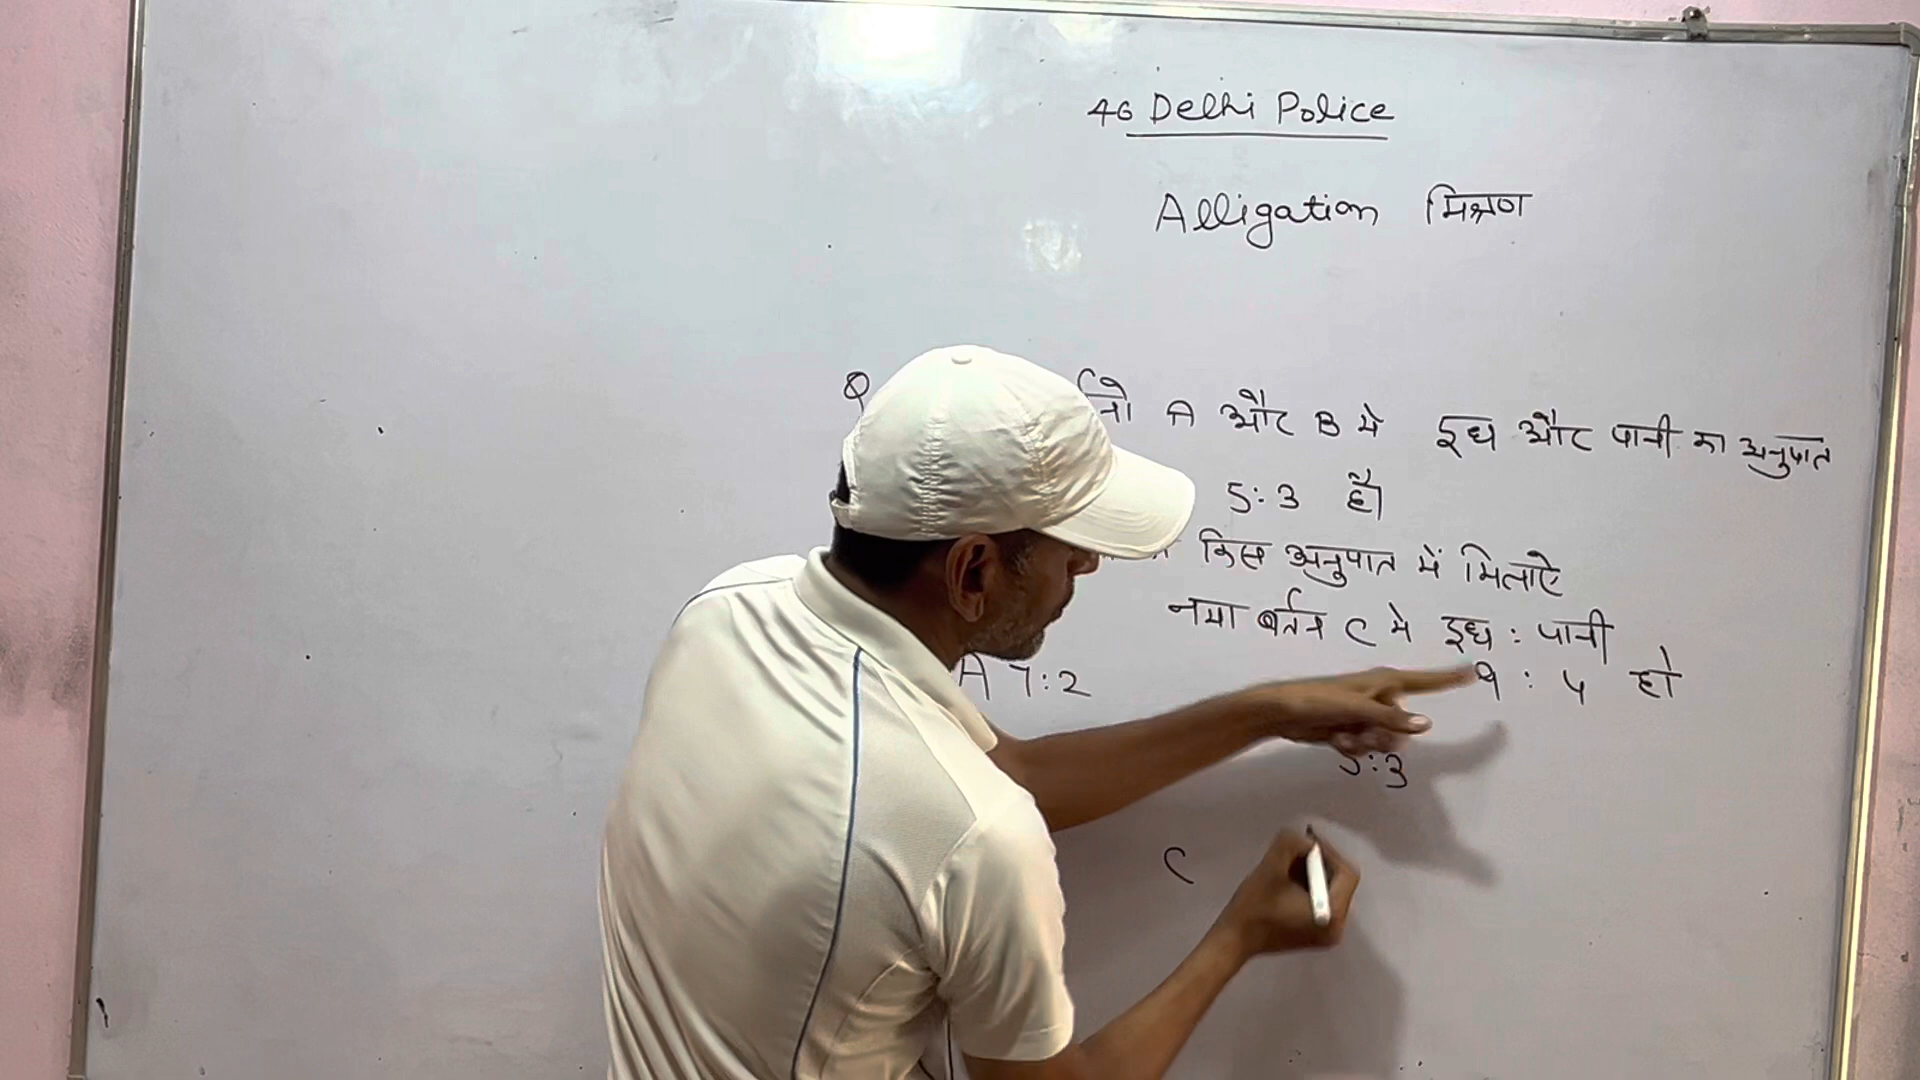 46 Delhi Police
Alligation मिश्रण
Q A और B मे दुध और पानी का अनुपात
5:3 है
किस अनुपात में मिलाऐ
नया बर्तन C मे दुध : पानी
A 7:2 9 : 4 हो
5:3
C